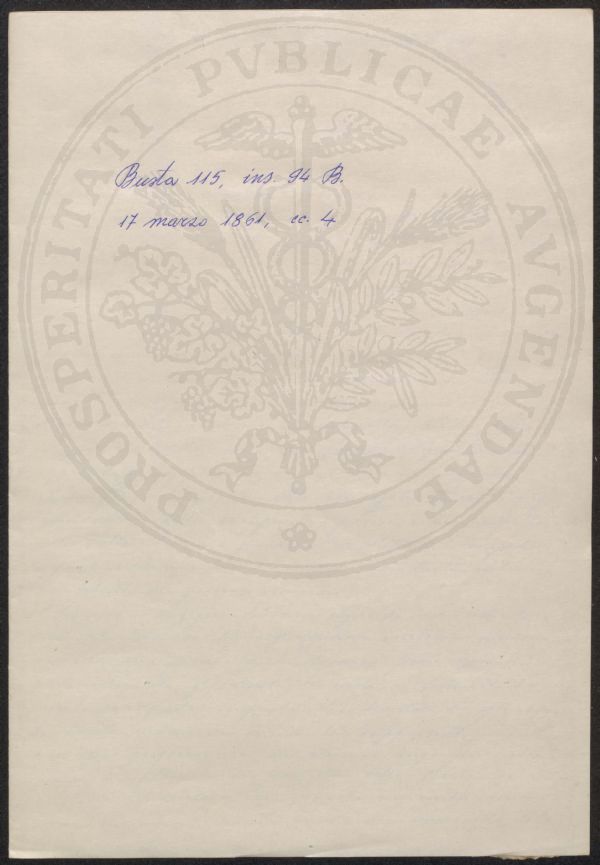 PROSPERITATI PVBLICAE AVGENDAE
Busta 115, ins. 94 B.
17 marzo 1861, cc. 4